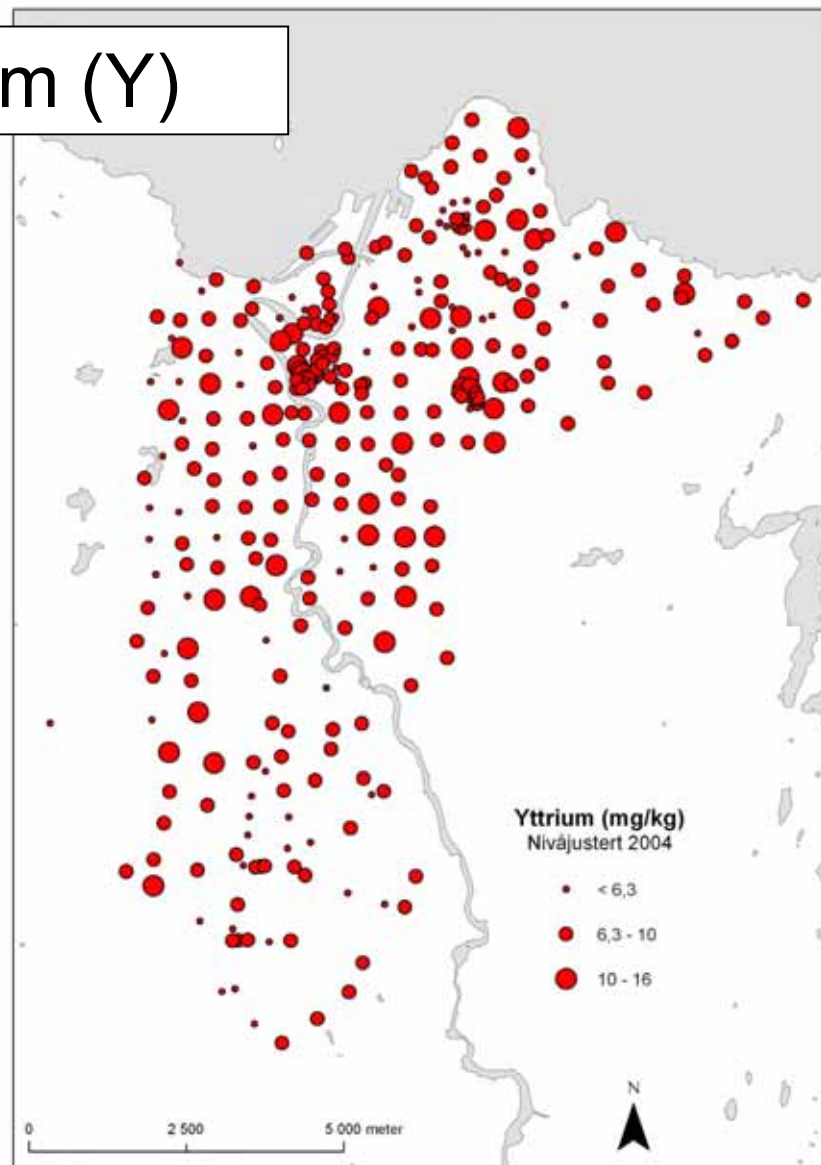 m (Y)
Yttrium (mg/kg)
Nivåjustert 2004
< 6,3
6,3 - 10
10 - 16
N
0 2 500 5 000 meter